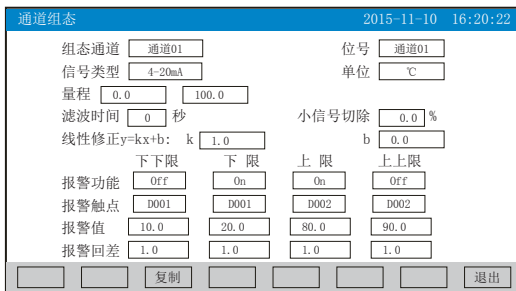 通道组态 2015-11-10 16:20:22
组态通道 通道01 位号 通道01
信号类型 4-20mA 单位 ℃
量程 0.0 100.0
滤波时间 0 秒 小信号切除 0.0 %
线性修正y=kx+b: k 1.0 b 0.0
下下限 下 限 上 限 上上限
报警功能 Off On On Off
报警触点 D001 D001 D002 D002
报警值 10.0 20.0 80.0 90.0
报警回差 1.0 1.0 1.0 1.0
复制 退出